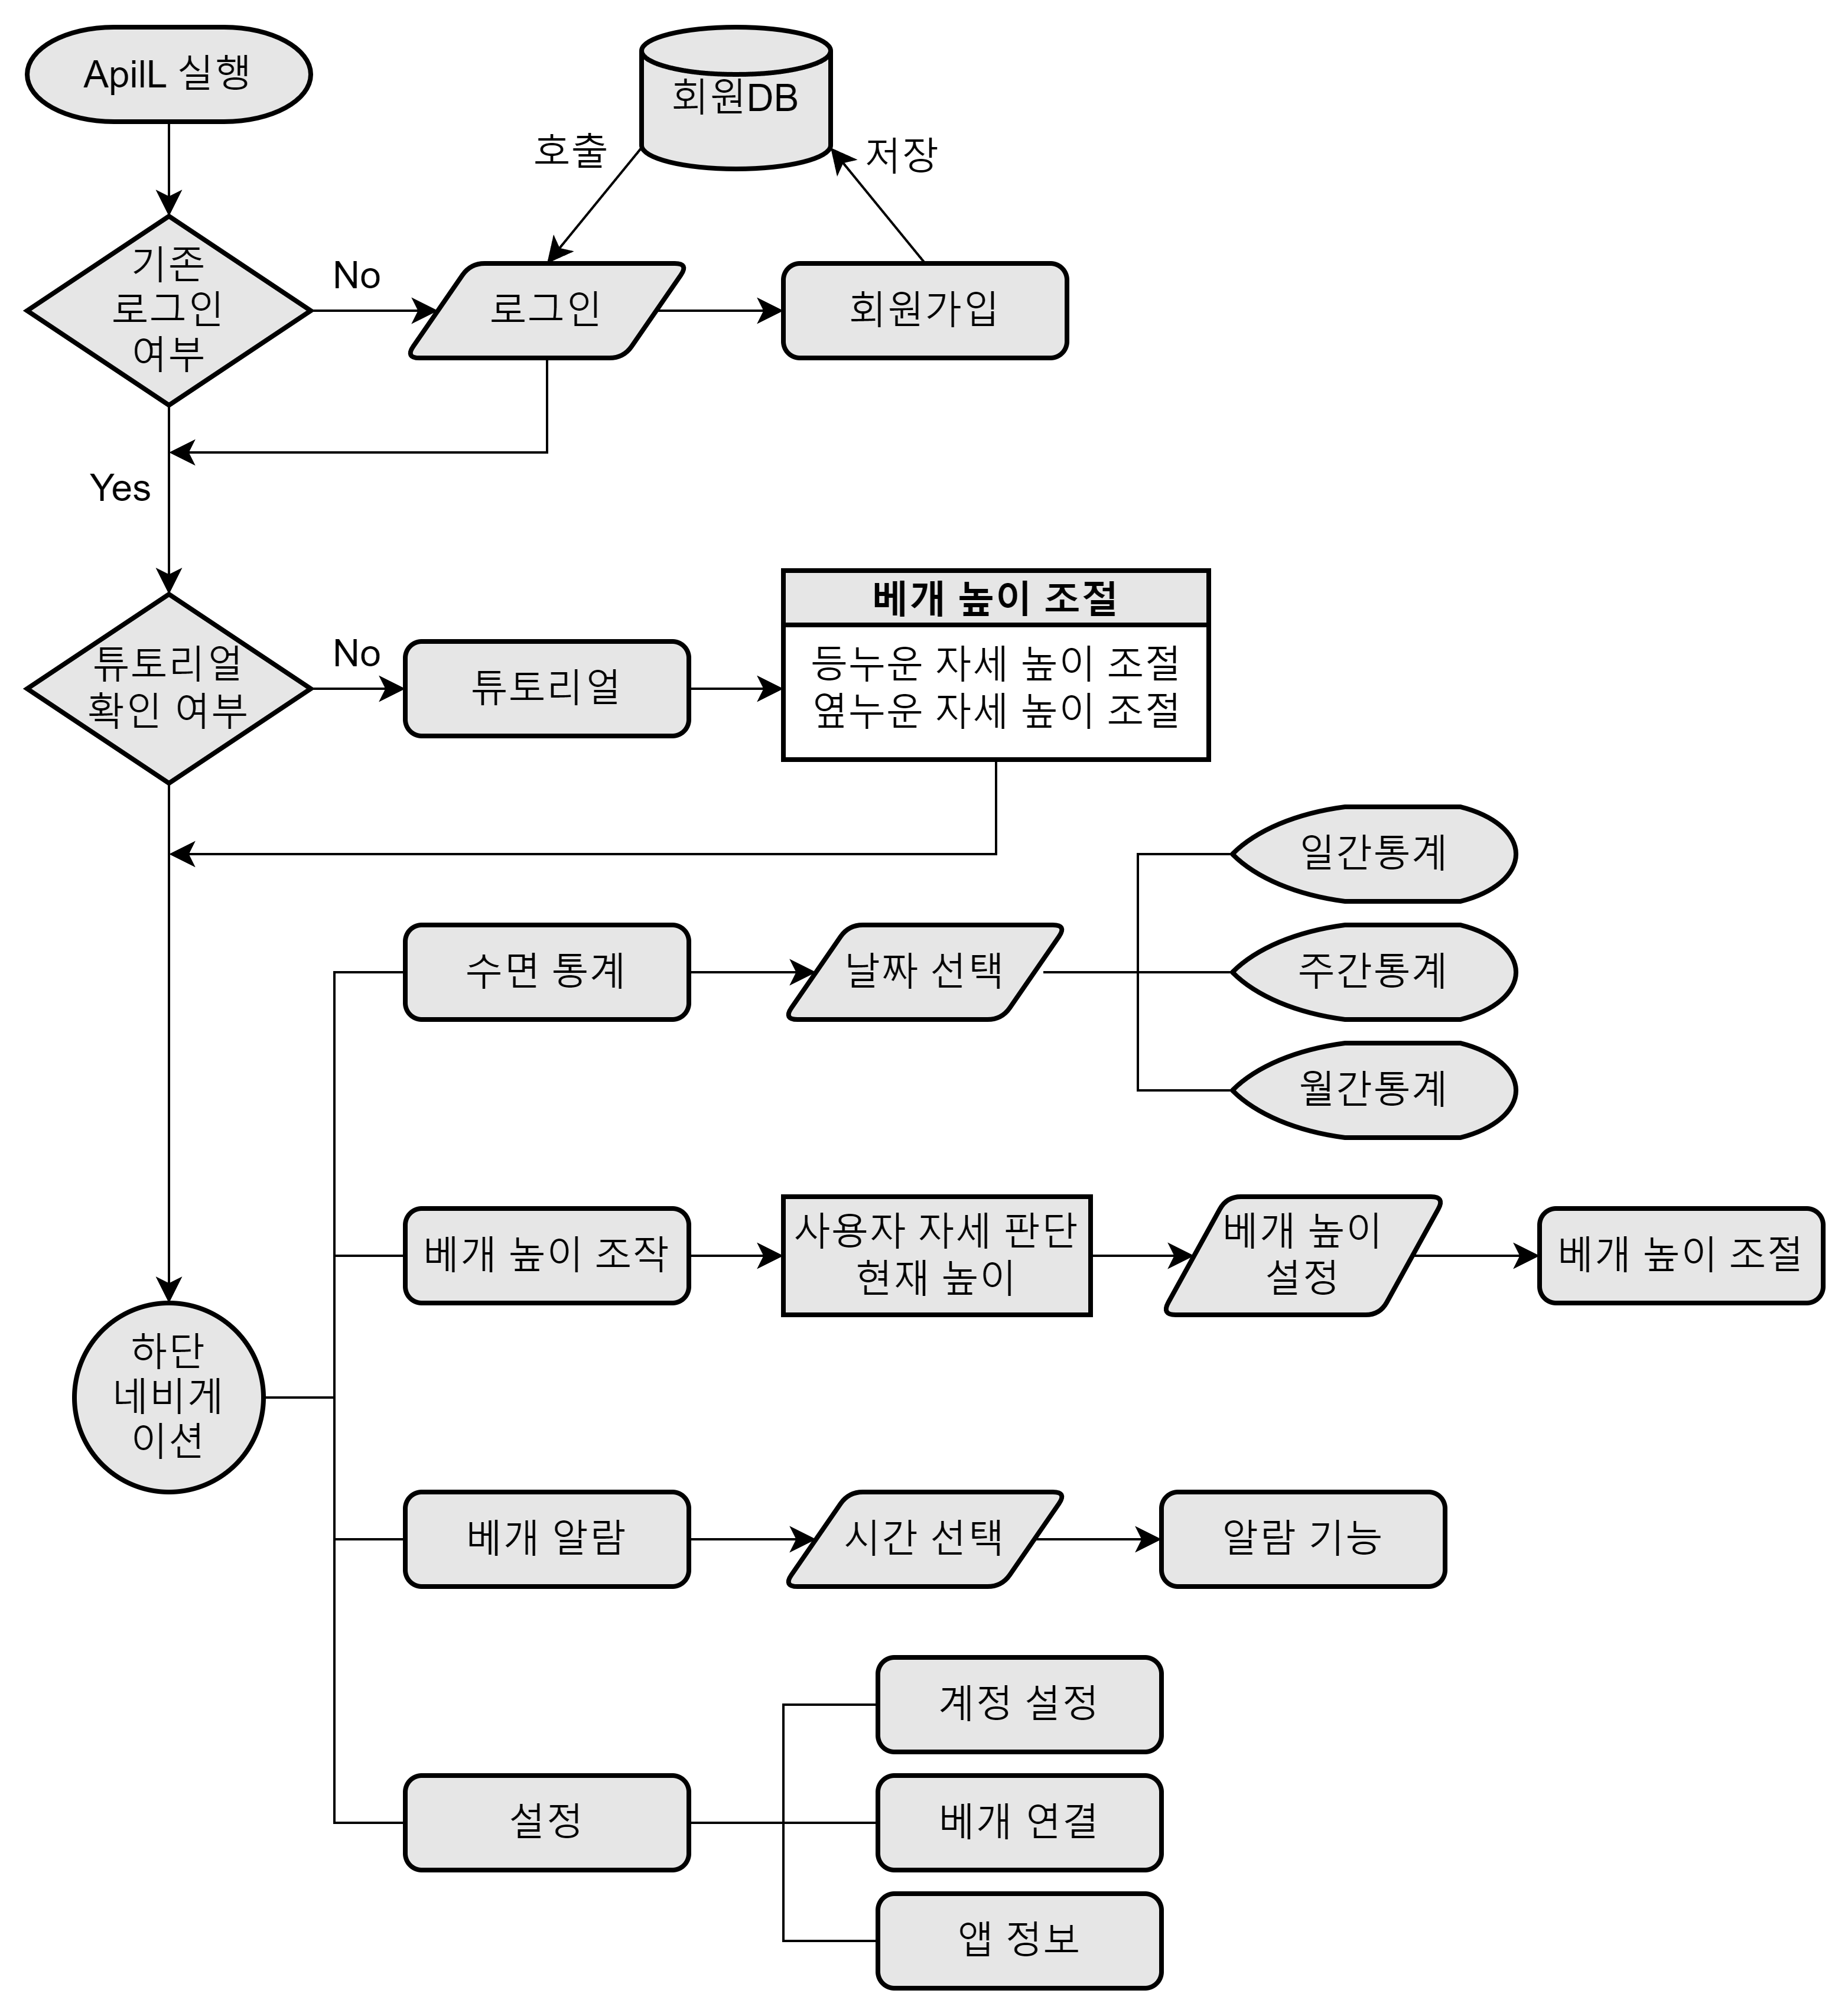 ApilL 실행
회원DB
호출
저장
기존
로그인
여부
No
로그인
회원가입
Yes
튜토리얼
확인 여부
No
튜토리얼
베개 높이 조절
등누운 자세 높이 조절
옆누운 자세 높이 조절
일간통계
수면 통계
날짜 선택
주간통계
월간통계
베개 높이 조작
사용자 자세 판단
현재 높이
베개 높이
설정
베개 높이 조절
하단
네비게
이션
베개 알람
시간 선택
알람 기능
계정 설정
설정
베개 연결
앱 정보